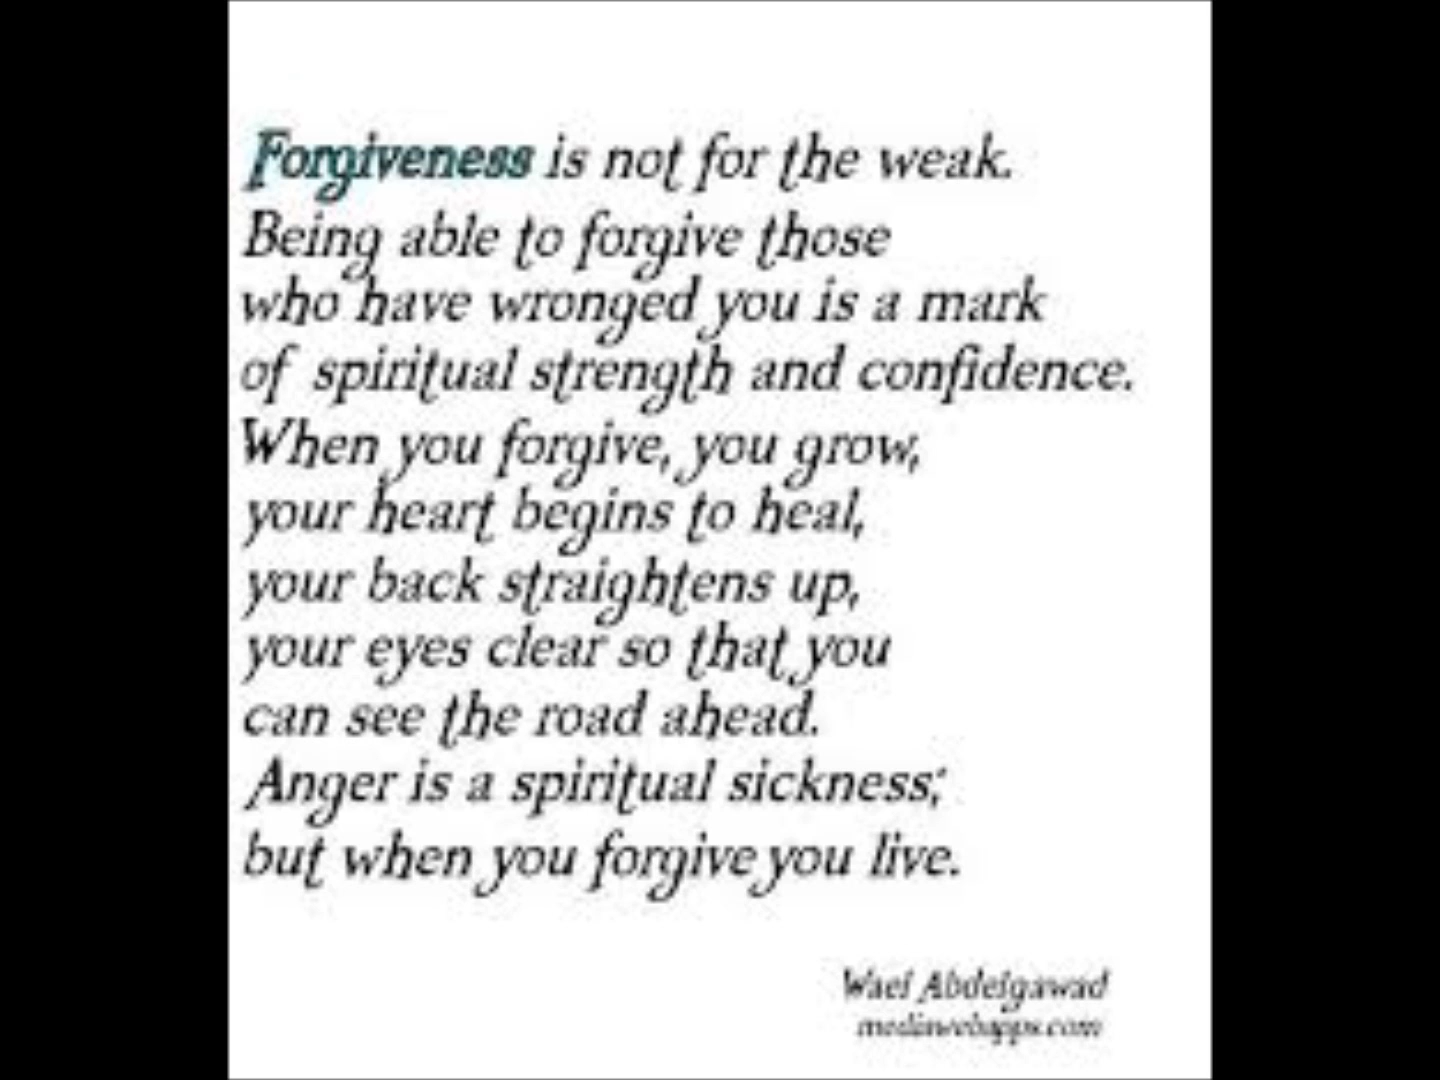 Forgiveness is not for the weak.
Being able to forgive those
who have wronged you is a mark
of spiritual strength and confidence.
When you forgive, you grow,
your heart begins to heal,
your back straightens up,
your eyes clear so that you
can see the road ahead.
Anger is a spiritual sickness;
but when you forgive you live.
Wael Abdelgawad
mediawebapps.com